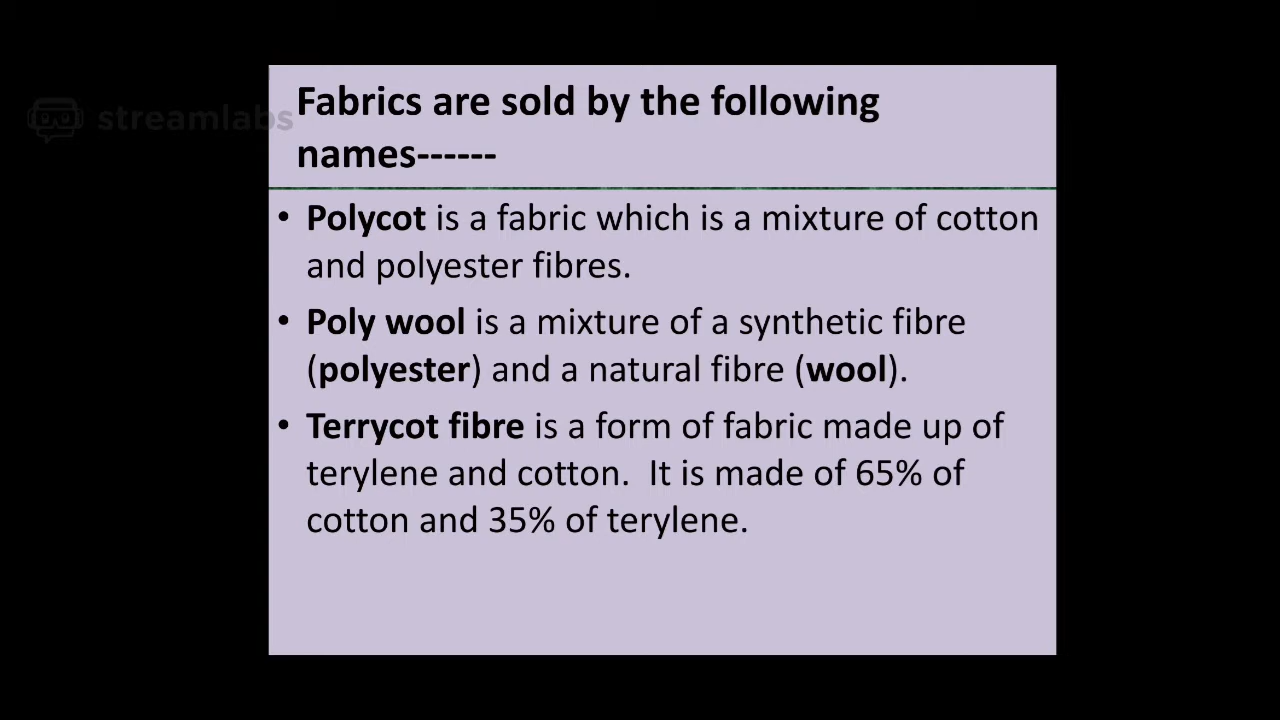 streamlabs
Fabrics are sold by the following
names------
• Polycot is a fabric which is a mixture of cotton
and polyester fibres.
• Poly wool is a mixture of a synthetic fibre
(polyester) and a natural fibre (wool).
• Terrycot fibre is a form of fabric made up of
terylene and cotton.  It is made of 65% of
cotton and 35% of terylene.